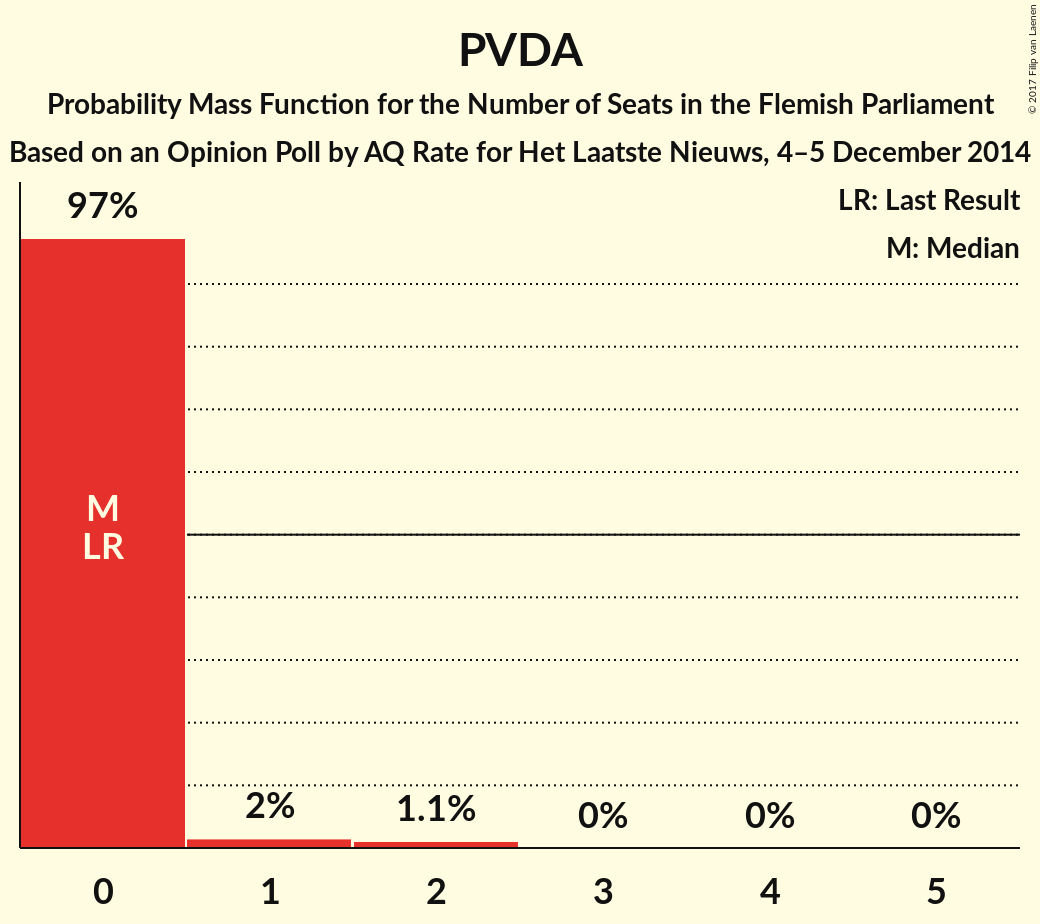 PVDA
Probability Mass Function for the Number of Seats in the Flemish Parliament
Based on an Opinion Poll by AQ Rate for Het Laatste Nieuws, 4–5 December 2014
© 2017 Filip van Laenen
LR: Last Result
M: Median
97%
M
LR
2%
1.1%
0%
0%
0%
0
1
2
3
4
5